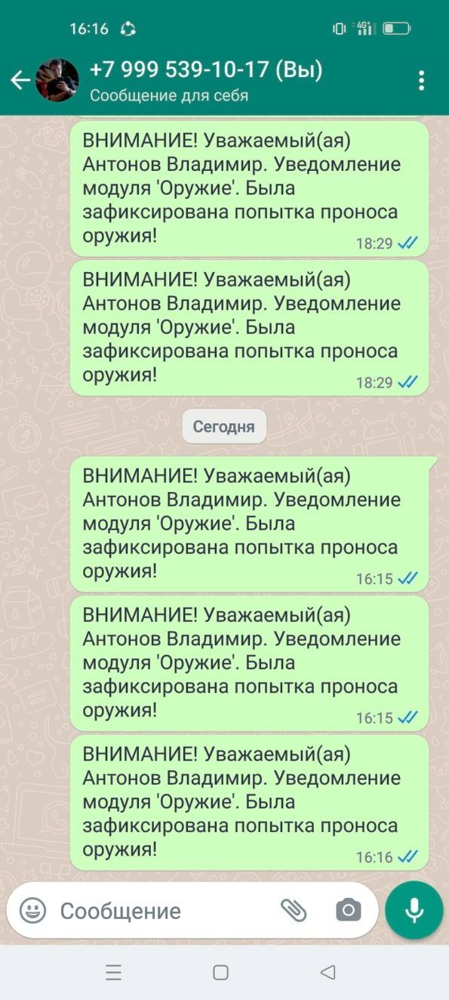 16:16
4G+
+7 999 539-10-17 (Вы)
Сообщение для себя
ВНИМАНИЕ! Уважаемый(ая)
Антонов Владимир. Уведомление
модуля 'Оружие'. Была
зафиксирована попытка проноса
оружия!
18:29
ВНИМАНИЕ! Уважаемый(ая)
Антонов Владимир. Уведомление
модуля 'Оружие'. Была
зафиксирована попытка проноса
оружия!
18:29
Сегодня
ВНИМАНИЕ! Уважаемый(ая)
Антонов Владимир. Уведомление
модуля 'Оружие'. Была
зафиксирована попытка проноса
оружия!
16:15
ВНИМАНИЕ! Уважаемый(ая)
Антонов Владимир. Уведомление
модуля 'Оружие'. Была
зафиксирована попытка проноса
оружия!
16:15
ВНИМАНИЕ! Уважаемый(ая)
Антонов Владимир. Уведомление
модуля 'Оружие'. Была
зафиксирована попытка проноса
оружия!
16:16
Сообщение